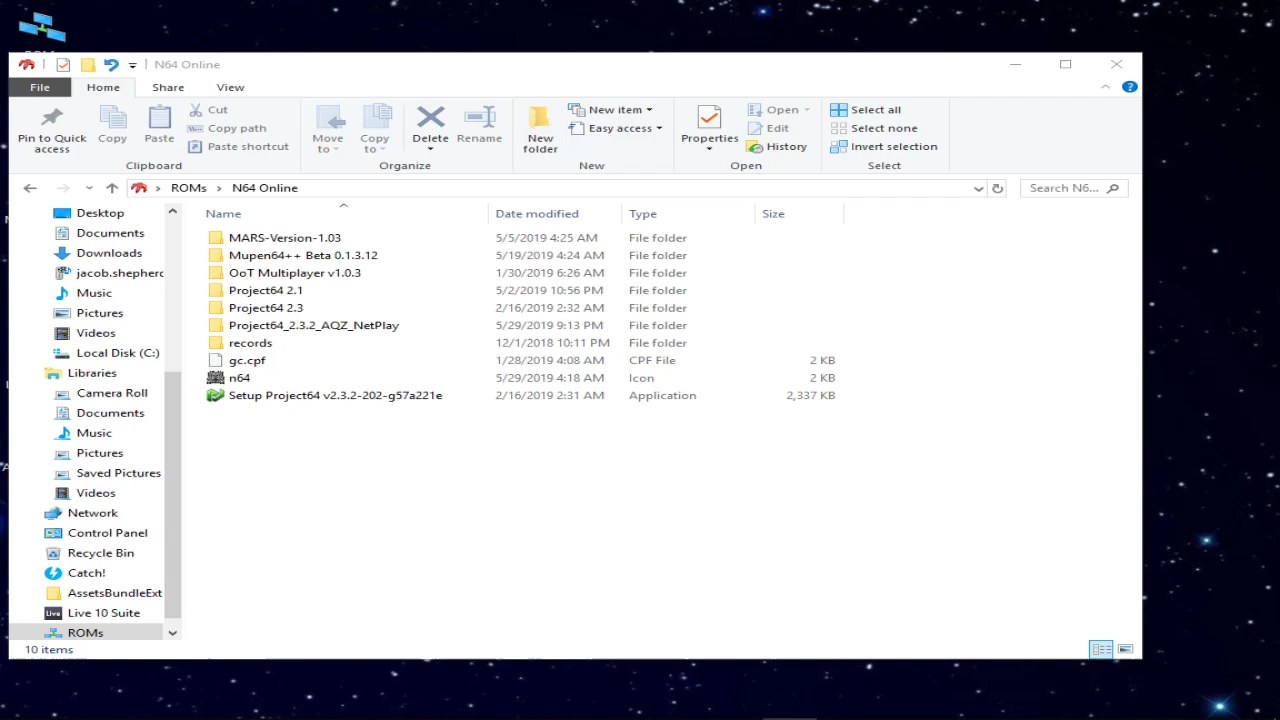 N64 Online
File Home Share View
Pin to Quick access
Copy
Paste
Cut
Copy path
Paste shortcut
Clipboard
Move to
Copy to
Delete
Rename
Organize
New folder
New item
Easy access
New
Properties
Open
Edit
History
Open
Select all
Select none
Invert selection
Select
ROMs › N64 Online
Search N6...
Desktop
Documents
Downloads
jacob.shepherd
Music
Pictures
Videos
Local Disk (C:)
Libraries
Camera Roll
Documents
Music
Pictures
Saved Pictures
Videos
Network
Control Panel
Recycle Bin
Catch!
AssetsBundleExt
Live Live 10 Suite
ROMs
Name Date modified Type Size
MARS-Version-1.03 5/5/2019 4:25 AM File folder
Mupen64++ Beta 0.1.3.12 5/19/2019 4:24 AM File folder
OoT Multiplayer v1.0.3 1/30/2019 6:26 AM File folder
Project64 2.1 5/2/2019 10:56 PM File folder
Project64 2.3 2/16/2019 2:32 AM File folder
Project64_2.3.2_AQZ_NetPlay 5/29/2019 9:13 PM File folder
records 12/1/2018 10:11 PM File folder
gc.cpf 1/28/2019 4:08 AM CPF File 2 KB
n64 5/29/2019 4:18 AM Icon 2 KB
Setup Project64 v2.3.2-202-g57a221e 2/16/2019 2:31 AM Application 2,337 KB
10 items